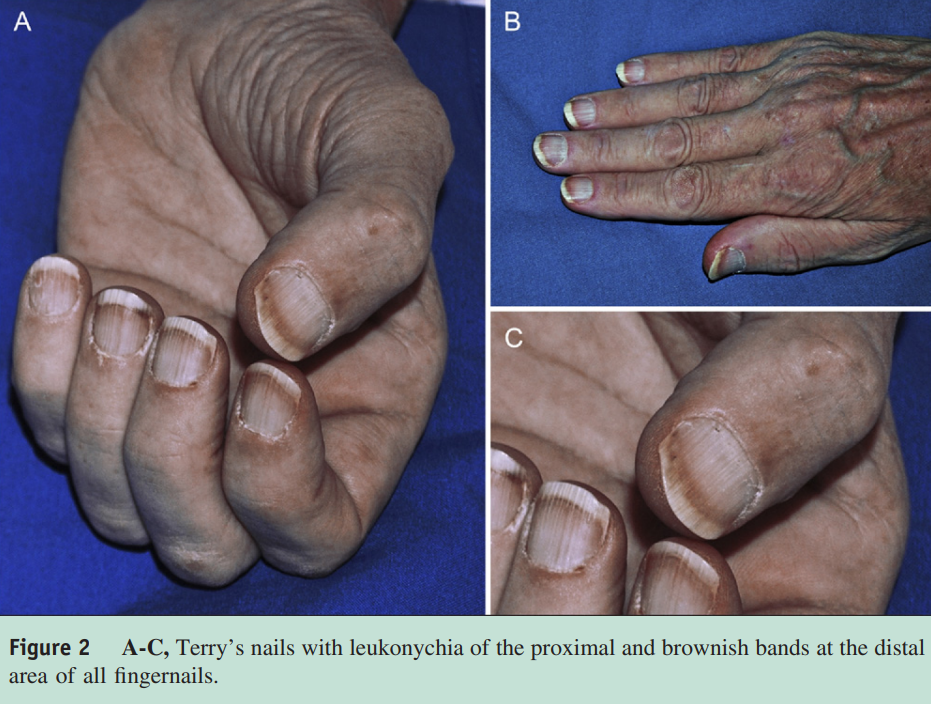 A
B
C
Figure 2 A-C, Terry's nails with leukonychia of the proximal and brownish bands at the distal
area of all fingernails.